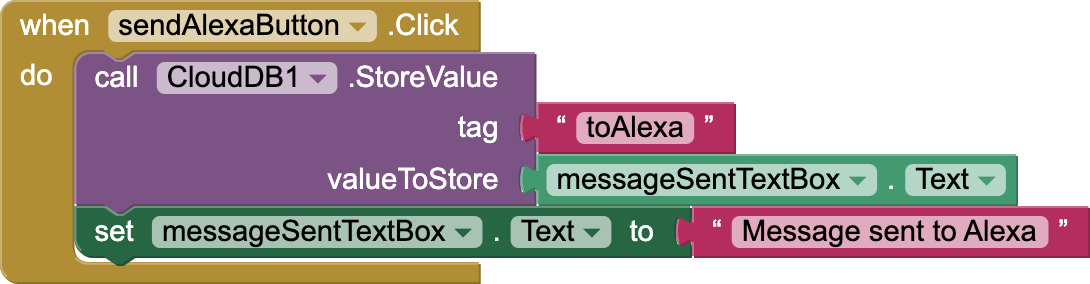 when sendAlexaButton .Click
do call CloudDB1 .StoreValue
tag “ toAlexa ”
valueToStore messageSentTextBox . Text
set messageSentTextBox . Text to “ Message sent to Alexa ”